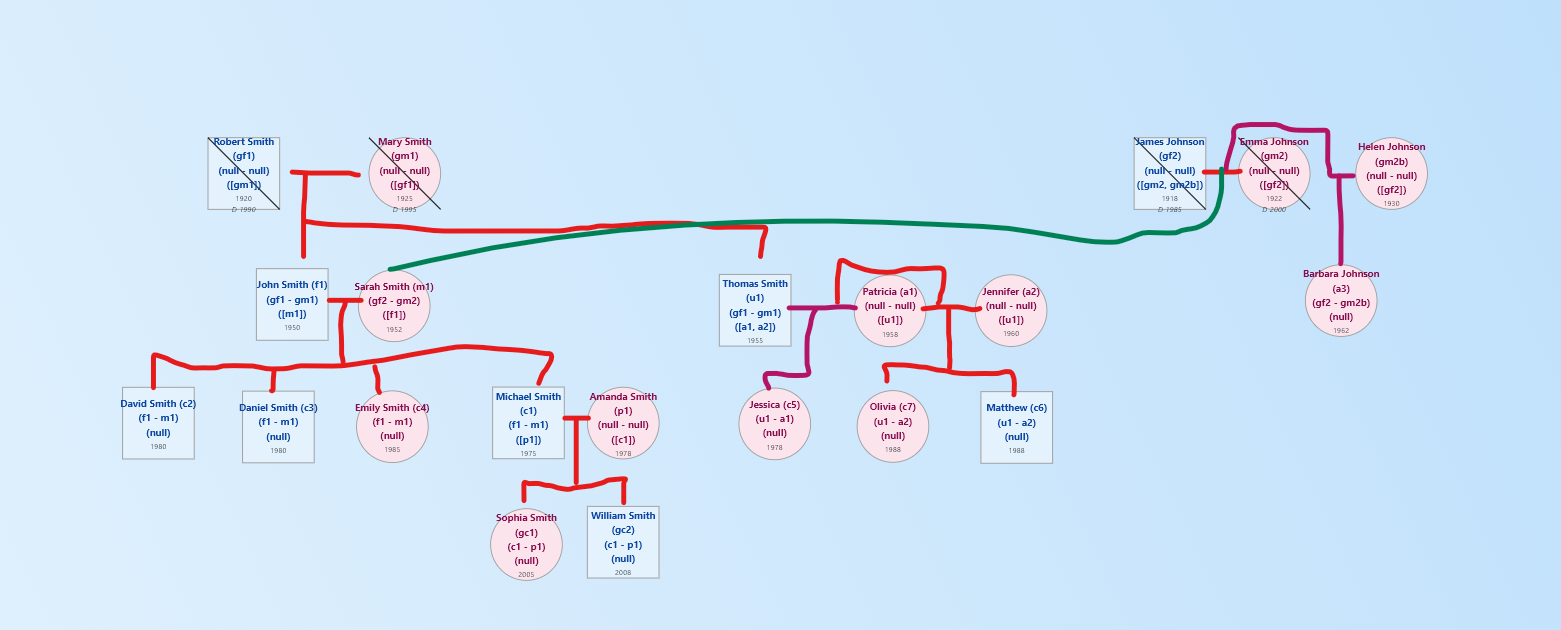 Robert Smith
(gf1)
(null - null)
([gm1])
1920
D 1990
Mary Smith
(gm1)
(null - null)
([gf1])
1925
D 1995
James Johnson
(gf2)
(null - null)
([gm2, gm2b])
1918
D 1985
Emma Johnson
(gm2)
(null - null)
([gf2])
1922
D 2000
Helen Johnson
(gm2b)
(null - null)
([gf2])
1930
John Smith (f1)
(gf1 - gm1)
([m1])
1950
Sarah Smith (m1)
(gf2 - gm2)
([f1])
1952
Thomas Smith
(u1)
(gf1 - gm1)
([a1, a2])
1955
Patricia (a1)
(null - null)
([u1])
1958
Jennifer (a2)
(null - null)
([u1])
1960
Barbara Johnson
(a3)
(gf2 - gm2b)
(null)
1962
David Smith (c2)
(f1 - m1)
(null)
1980
Daniel Smith (c3)
(f1 - m1)
(null)
1980
Emily Smith (c4)
(f1 - m1)
(null)
1985
Michael Smith
(c1)
(f1 - m1)
([p1])
1975
Amanda Smith
(p1)
(null - null)
([c1])
1978
Jessica (c5)
(u1 - a1)
(null)
1978
Olivia (c7)
(u1 - a2)
(null)
1988
Matthew (c6)
(u1 - a2)
(null)
1988
Sophia Smith
(gc1)
(c1 - p1)
(null)
2005
William Smith
(gc2)
(c1 - p1)
(null)
2008